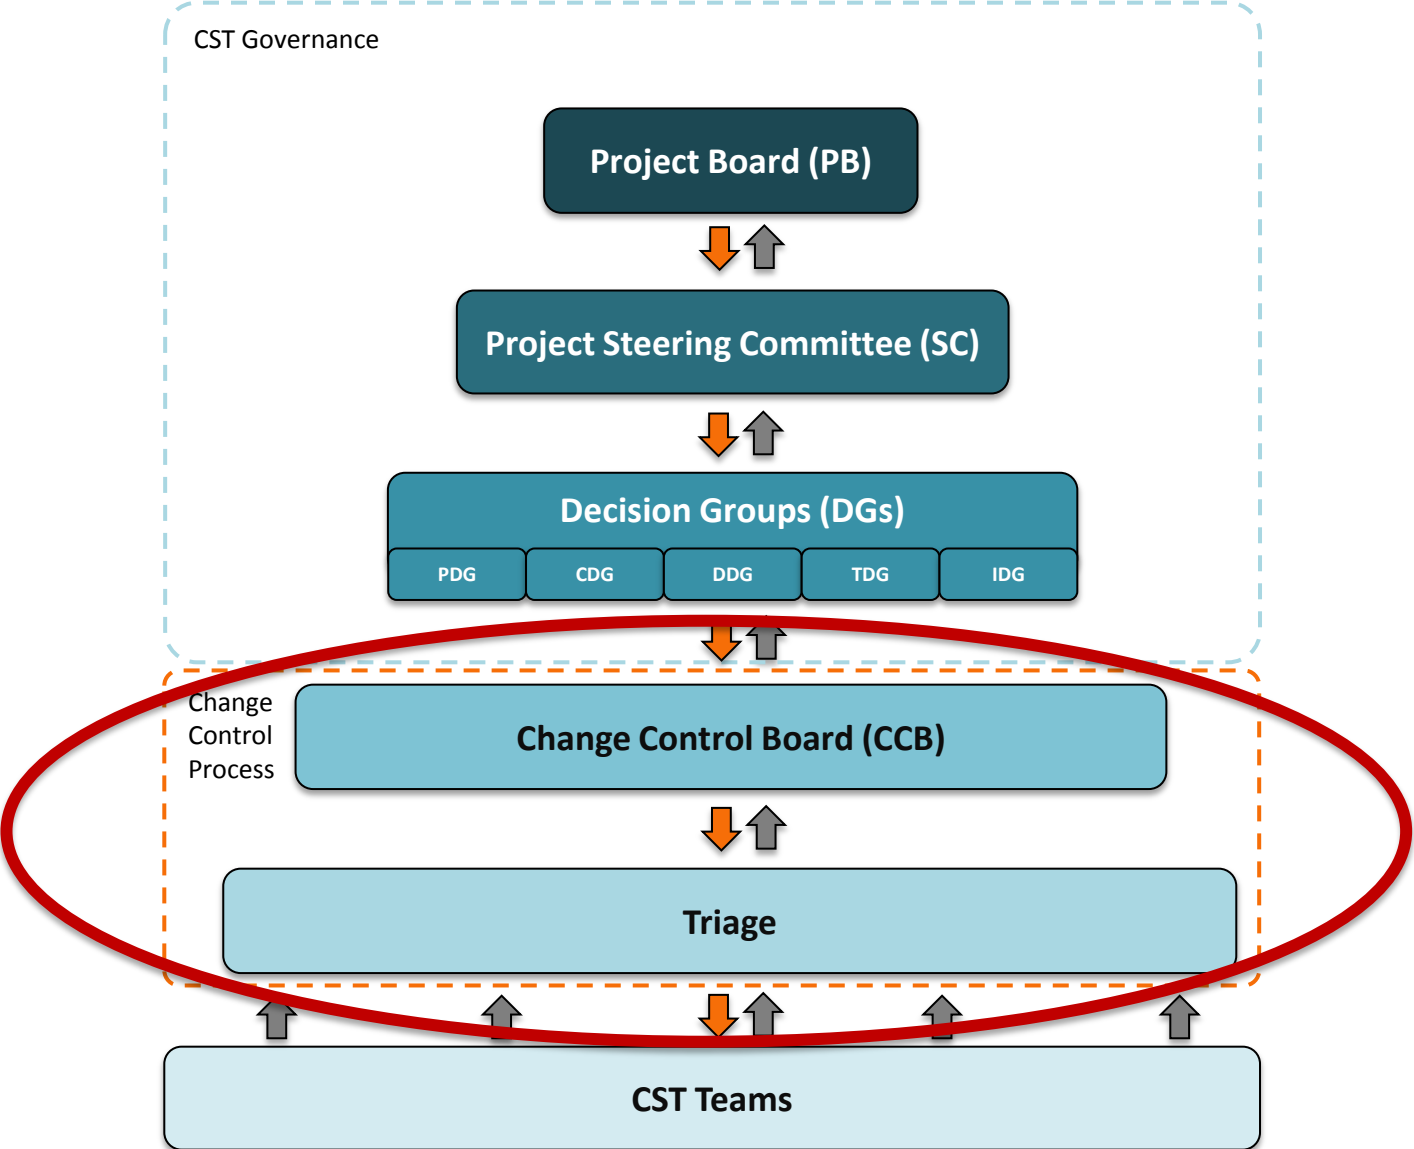 CST Governance
Project Board (PB)
Project Steering Committee (SC)
Decision Groups (DGs)
PDG
CDG
DDG
TDG
IDG
Change
Control
Process
Change Control Board (CCB)
Triage
CST Teams